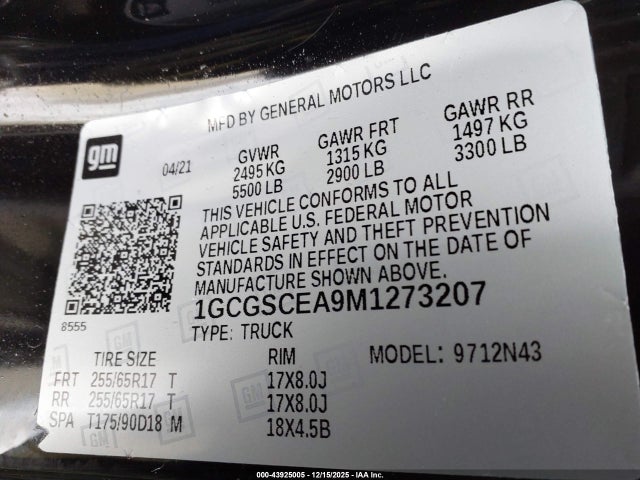 MFD BY GENERAL MOTORS LLC
gm
04/21
GVWR
2495 KG
5500 LB
GAWR FRT
1315 KG
2900 LB
GAWR RR
1497 KG
3300 LB
THIS VEHICLE CONFORMS TO ALL
APPLICABLE U.S. FEDERAL MOTOR
VEHICLE SAFETY AND THEFT PREVENTION
STANDARDS IN EFFECT ON THE DATE OF
MANUFACTURE SHOWN ABOVE.
8555
1GCGSCEA9M1273207
TYPE: TRUCK
MODEL: 9712N43
TIRE SIZE RIM
FRT 255/65R17 T 17X8.0J
RR 255/65R17 T 17X8.0J
SPA T175/90D18 M 18X4.5B
000-43925005 - 12/15/2025 - IAA Inc.